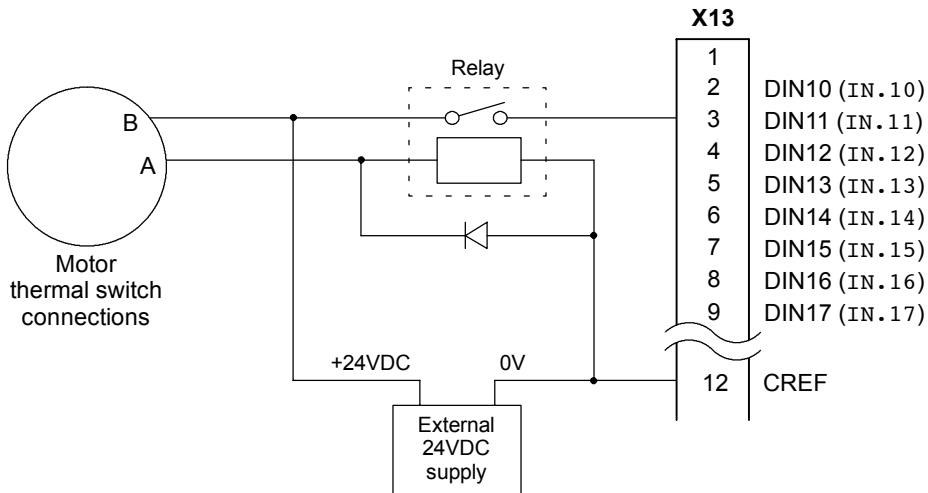 X13
1
Relay
2 DIN10 (IN.10)
B
3 DIN11 (IN.11)
A
4 DIN12 (IN.12)
5 DIN13 (IN.13)
6 DIN14 (IN.14)
7 DIN15 (IN.15)
8 DIN16 (IN.16)
9 DIN17 (IN.17)
Motor
thermal switch
connections
+24VDC
0V
12 CREF
External
24VDC
supply